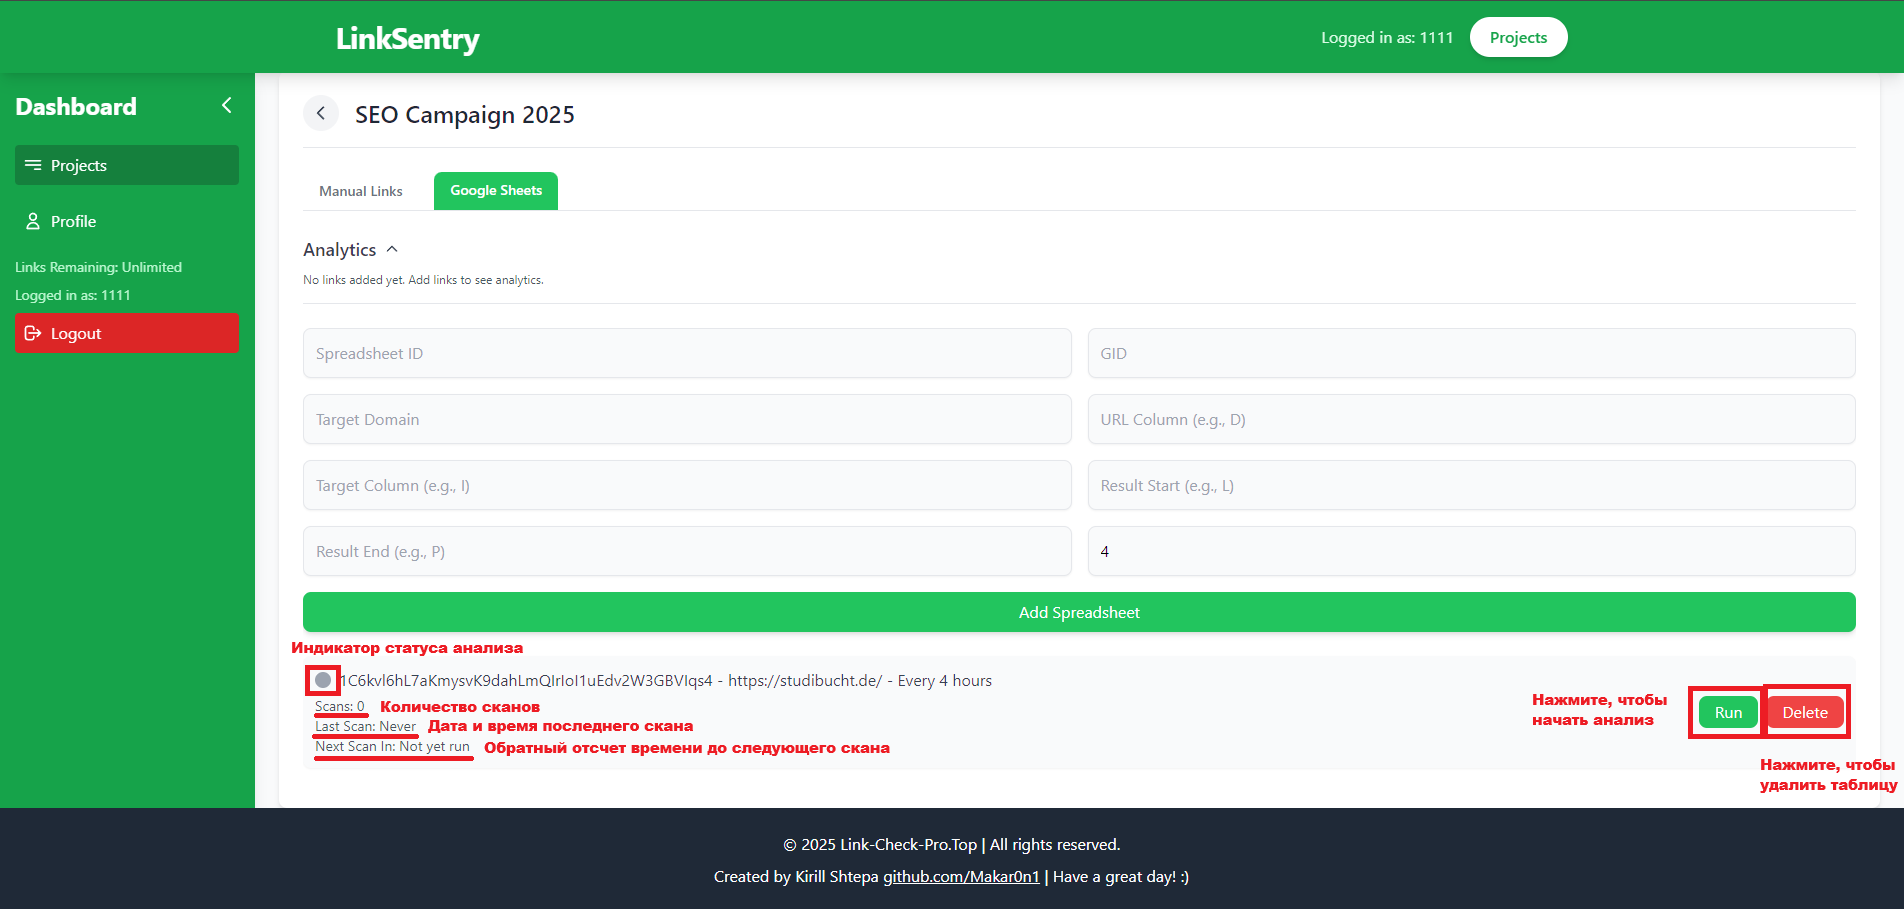 LinkSentry
Logged in as: 1111
Projects
Dashboard
Projects
Profile
Links Remaining: Unlimited
Logged in as: 1111
Logout
SEO Campaign 2025
Manual Links
Google Sheets
Analytics
No links added yet. Add links to see analytics.
Spreadsheet ID
GID
Target Domain
URL Column (e.g., D)
Target Column (e.g., I)
Result Start (e.g., L)
Result End (e.g., P)
4
Add Spreadsheet
Индикатор статуса анализа
1C6kvl6hL7aKmysvK9dahLmQIrIoI1uEdv2W3GBVIqs4 - https://studibucht.de/ - Every 4 hours
Scans: 0
Количество сканов
Last Scan: Never
Дата и время последнего скана
Next Scan In: Not yet run
Обратный отсчет времени до следующего скана
Нажмите, чтобы
начать анализ
Run
Delete
Нажмите, чтобы
удалить таблицу
© 2025 Link-Check-Pro.Top | All rights reserved.
Created by Kirill Shtepa github.com/Makar0n1 | Have a great day! :)